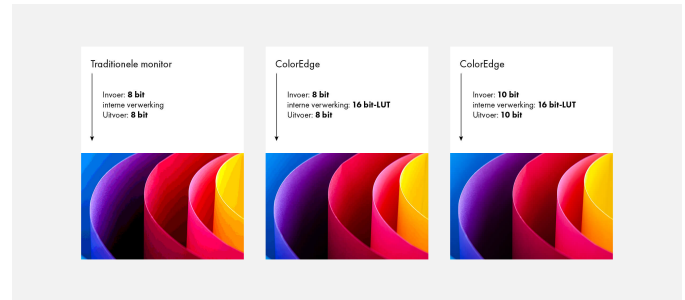 Traditionele monitor
Invoer: 8 bit
interne verwerking
Uitvoer: 8 bit
ColorEdge
Invoer: 8 bit
interne verwerking: 16 bit-LUT
Uitvoer: 8 bit
ColorEdge
Invoer: 10 bit
interne verwerking: 16 bit-LUT
Uitvoer: 10 bit